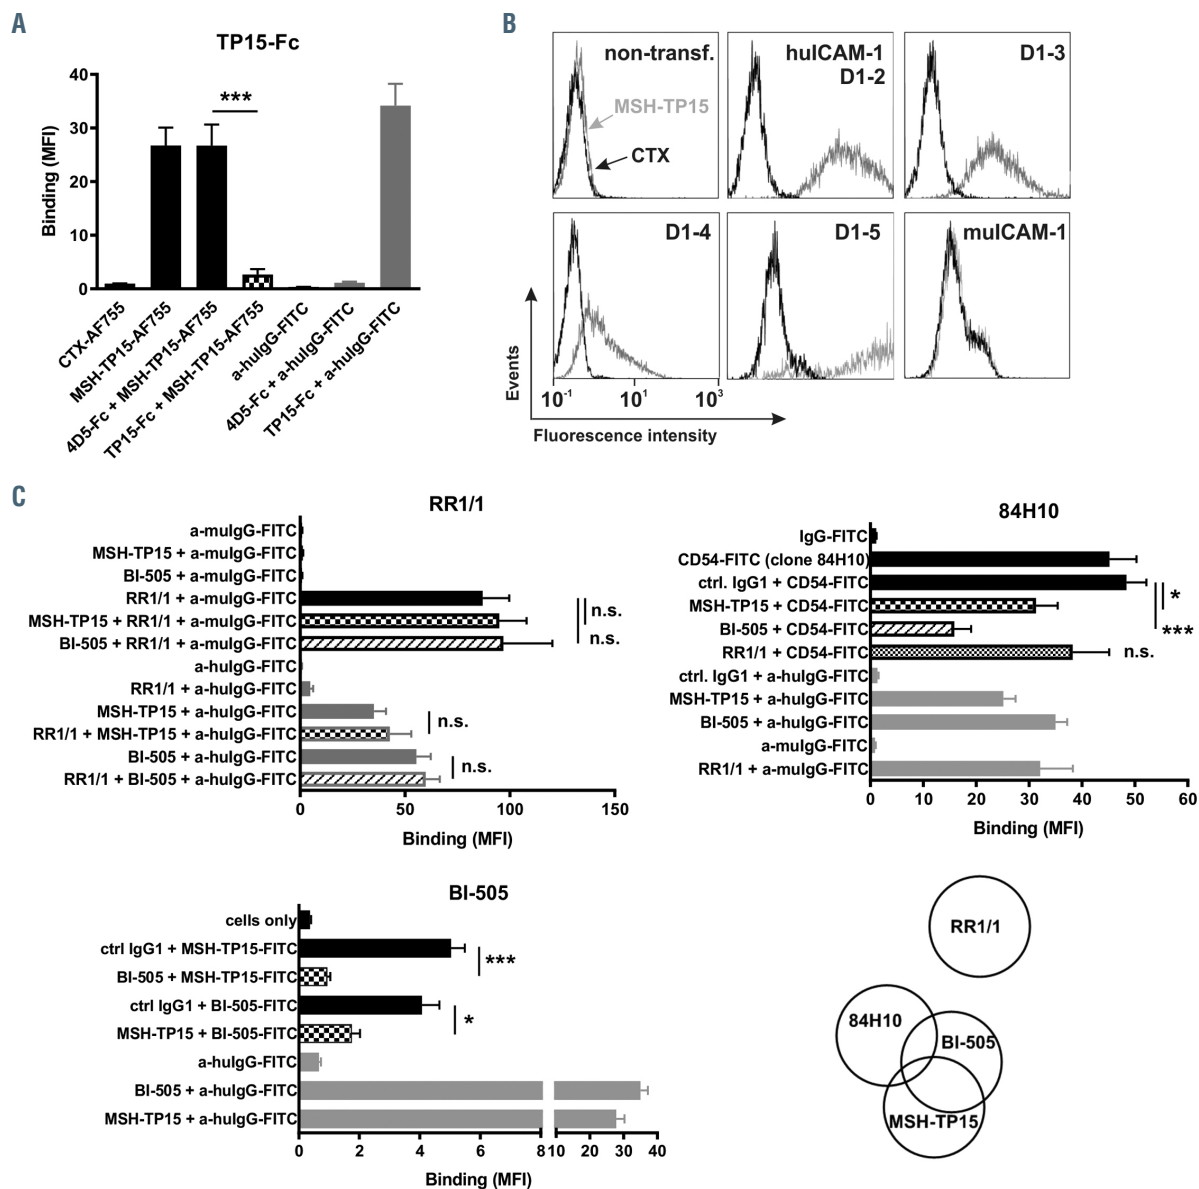 A
TP15-Fc
Binding (MFI)
40
30
20
10
0
***
CTX-AF755
MSH-TP15-AF755
4D5-Fc + MSH-TP15-AF755
TP15-Fc + MSH-TP15-AF755
a-huIgG-FITC
4D5-Fc + a-huIgG-FITC
TP15-Fc + a-huIgG-FITC
B
non-transf.
MSH-TP15
CTX
huICAM-1
D1-2
D1-3
D1-4
D1-5
muICAM-1
Events
10-1
101
103
Fluorescence intensity
C
RR1/1
a-muIgG-FITC
MSH-TP15 + a-muIgG-FITC
BI-505 + a-muIgG-FITC
RR1/1 + a-muIgG-FITC
MSH-TP15 + RR1/1 + a-muIgG-FITC
BI-505 + RR1/1 + a-muIgG-FITC
a-huIgG-FITC
RR1/1 + a-huIgG-FITC
MSH-TP15 + a-huIgG-FITC
RR1/1 + MSH-TP15 + a-huIgG-FITC
BI-505 + a-huIgG-FITC
RR1/1 + BI-505 + a-huIgG-FITC
n.s.
n.s.
n.s.
n.s.
0 50 100 150
Binding (MFI)
84H10
IgG-FITC
CD54-FITC (clone 84H10)
ctrl. IgG1 + CD54-FITC
MSH-TP15 + CD54-FITC
BI-505 + CD54-FITC
RR1/1 + CD54-FITC
ctrl. IgG1 + a-huIgG-FITC
MSH-TP15 + a-huIgG-FITC
BI-505 + a-huIgG-FITC
a-muIgG-FITC
RR1/1 + a-muIgG-FITC
*
***
n.s.
0 10 20 30 40 50 60
Binding (MFI)
BI-505
cells only
ctrl IgG1 + MSH-TP15-FITC
BI-505 + MSH-TP15-FITC
ctrl IgG1 + BI-505-FITC
MSH-TP15 + BI-505-FITC
a-huIgG-FITC
BI-505 + a-huIgG-FITC
MSH-TP15 + a-huIgG-FITC
***
*
0 2 4 6 8 10 20 30 40
Binding (MFI)
RR1/1
84H10
BI-505
MSH-TP15